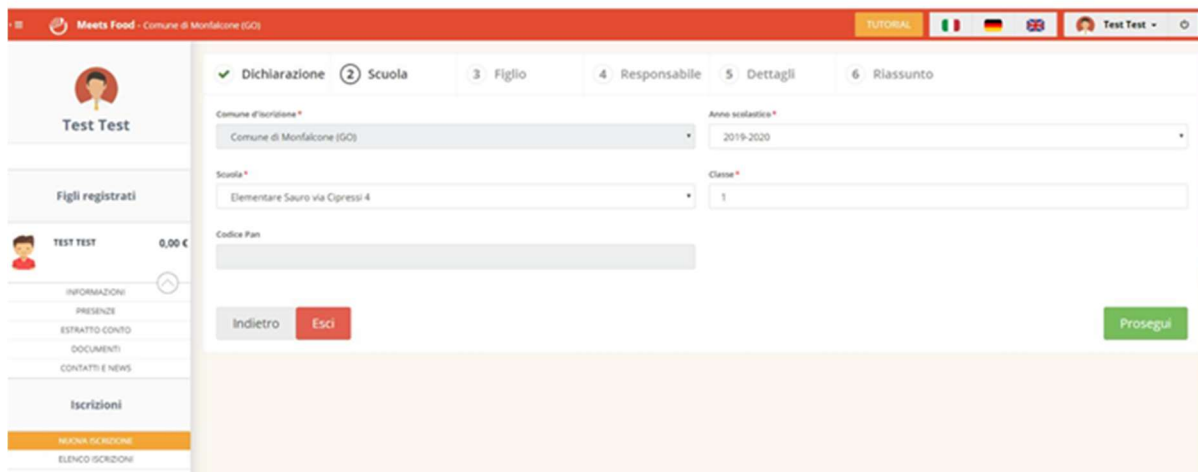 Meets Food - Comune di Monfalcone (GO)
TUTORIAL
Test Test
Test Test
Figli registrati
TEST TEST 0,00 €
INFORMAZIONI
PRESENZE
ESTRATTO CONTO
DOCUMENTI
CONTATTI E NEWS
Iscrizioni
NUOVA ISCRIZIONE
ELENCO ISCRIZIONI
Dichiarazione 2 Scuola 3 Figlio 4 Responsabile 5 Dettagli 6 Riassunto
Comune d'iscrizione *
Comune di Monfalcone (GO)
Anno scolastico *
2019-2020
Scuola *
Elementare Sauro via Cipressi 4
Classe *
1
Codice Pan
Indietro
Esci
Prosegui